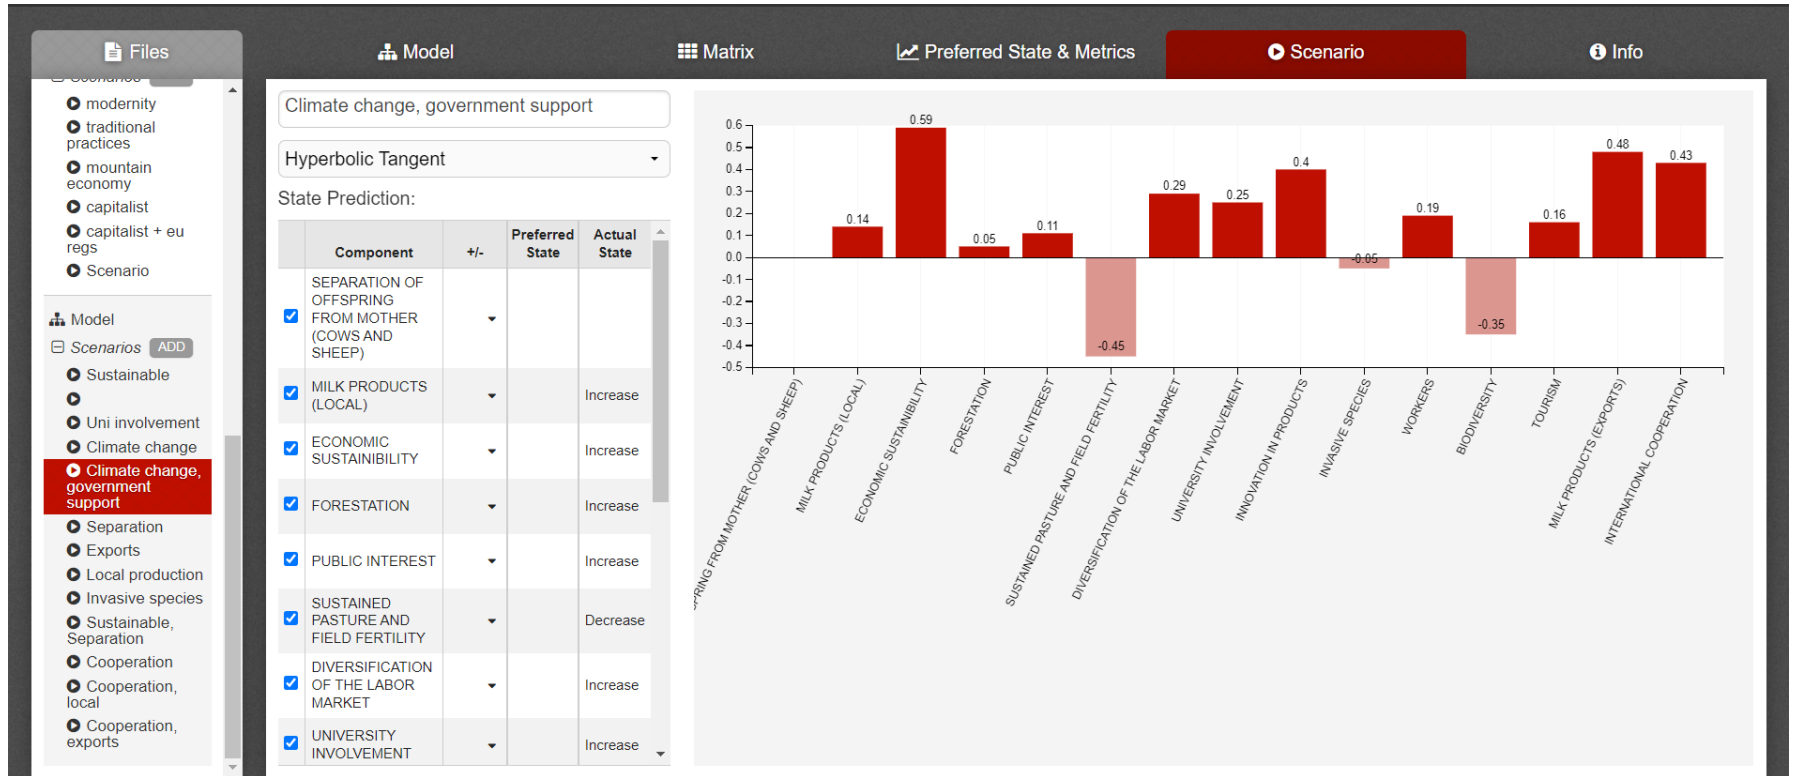 Files
Model
Matrix
Preferred State & Metrics
Scenario
Info
Scenarios
modernity
traditional
practices
mountain
economy
capitalist
capitalist + eu
regs
Scenario
Model
Scenarios ADD
Sustainable
Uni involvement
Climate change
Climate change,
government
support
Separation
Exports
Local production
Invasive species
Sustainable,
Separation
Cooperation
Cooperation,
local
Cooperation,
exports
Climate change, government support
Hyperbolic Tangent
State Prediction:
Component
+/-
Preferred
State
Actual
State
SEPARATION OF
OFFSPRING
FROM MOTHER
(COWS AND
SHEEP)
MILK PRODUCTS
(LOCAL)
Increase
ECONOMIC
SUSTAINIBILITY
Increase
FORESTATION
Increase
PUBLIC INTEREST
Increase
SUSTAINED
PASTURE AND
FIELD FERTILITY
Decrease
DIVERSIFICATION
OF THE LABOR
MARKET
Increase
UNIVERSITY
INVOLVEMENT
Increase
0.6
0.5
0.4
0.3
0.2
0.1
0.0
-0.1
-0.2
-0.3
-0.4
-0.5
0.14
0.59
0.05
0.11
-0.45
0.29
0.25
0.4
-0.05
0.19
-0.35
0.16
0.48
0.43
SPRING FROM MOTHER (COWS AND SHEEP)
MILK PRODUCTS (LOCAL)
ECONOMIC SUSTAINIBILITY
FORESTATION
PUBLIC INTEREST
SUSTAINED PASTURE AND FIELD FERTILITY
DIVERSIFICATION OF THE LABOR MARKET
UNIVERSITY INVOLVEMENT
INNOVATION IN PRODUCTS
INVASIVE SPECIES
WORKERS
BIODIVERSITY
TOURISM
MILK PRODUCTS (EXPORTS)
INTERNATIONAL COOPERATION